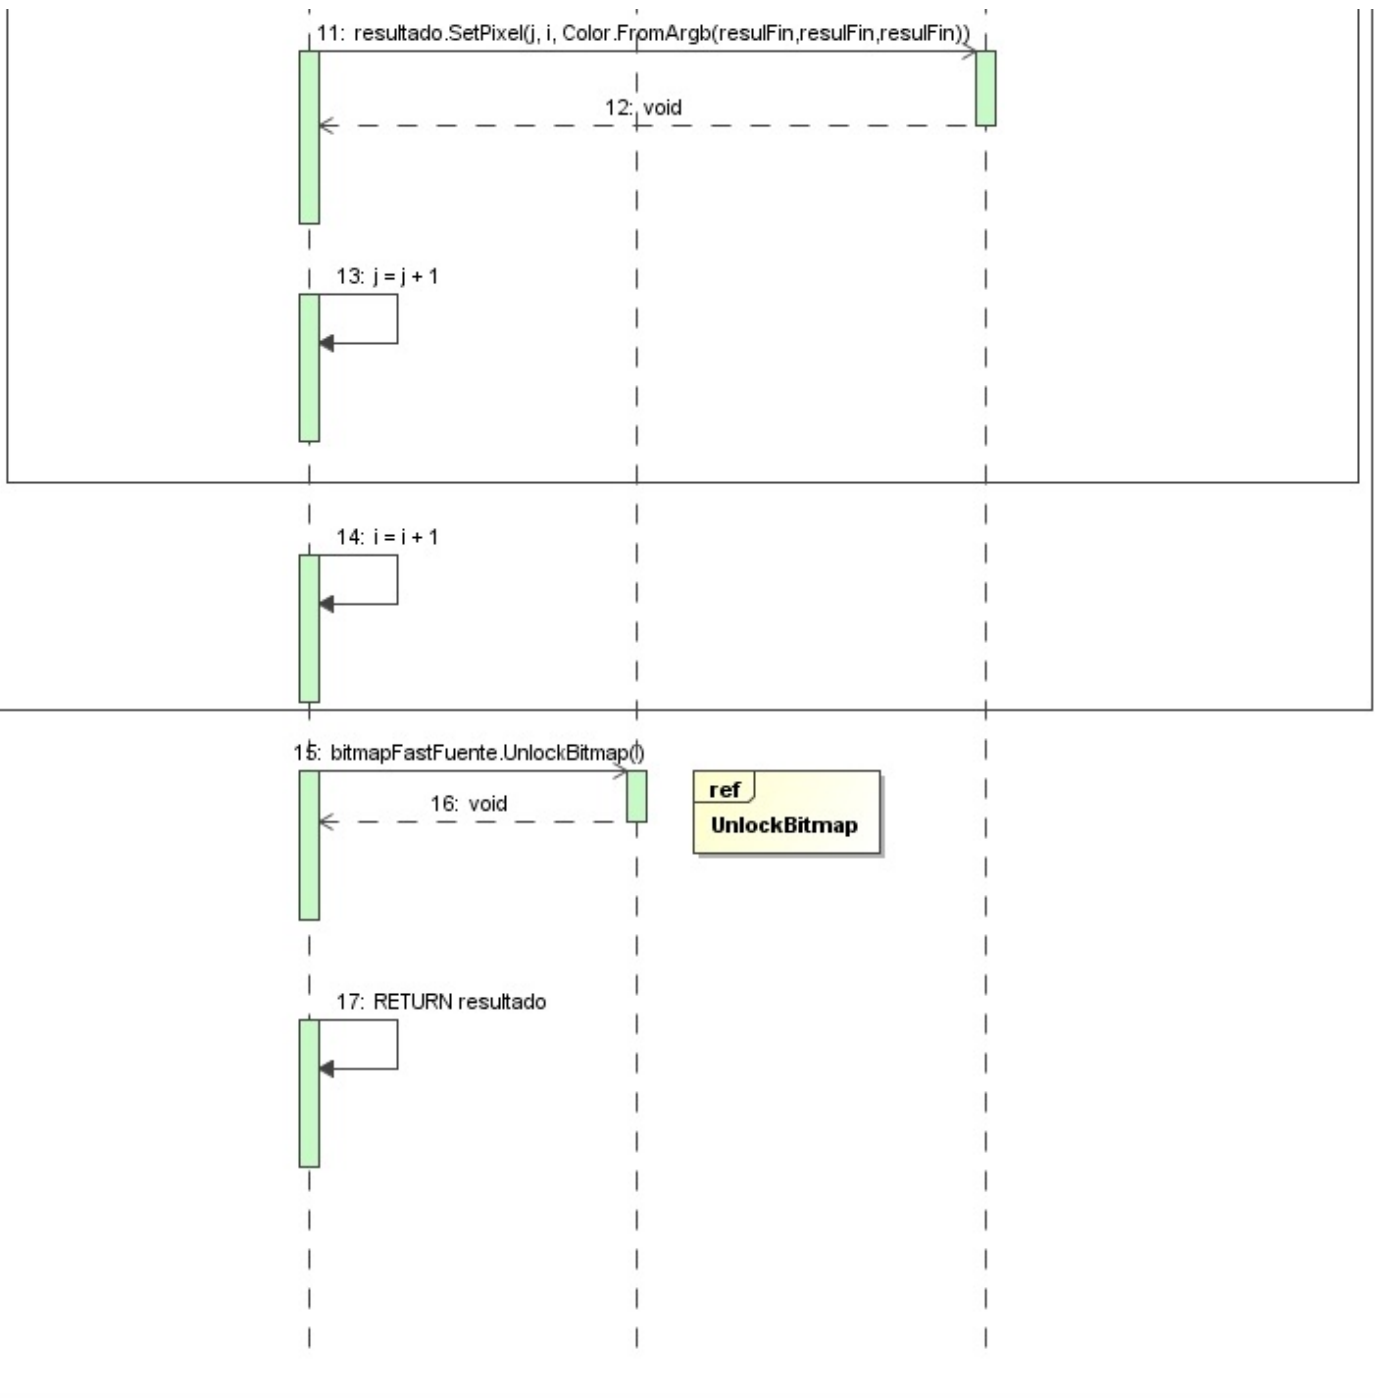 11: resultado.SetPixel(j, i, Color.FromArgb(resulFin,resulFin,resulFin))
12: void
13: j = j + 1
14: i = i + 1
15: bitmapFastFuente.UnlockBitmap()
ref
16: void
UnlockBitmap
17: RETURN resultado